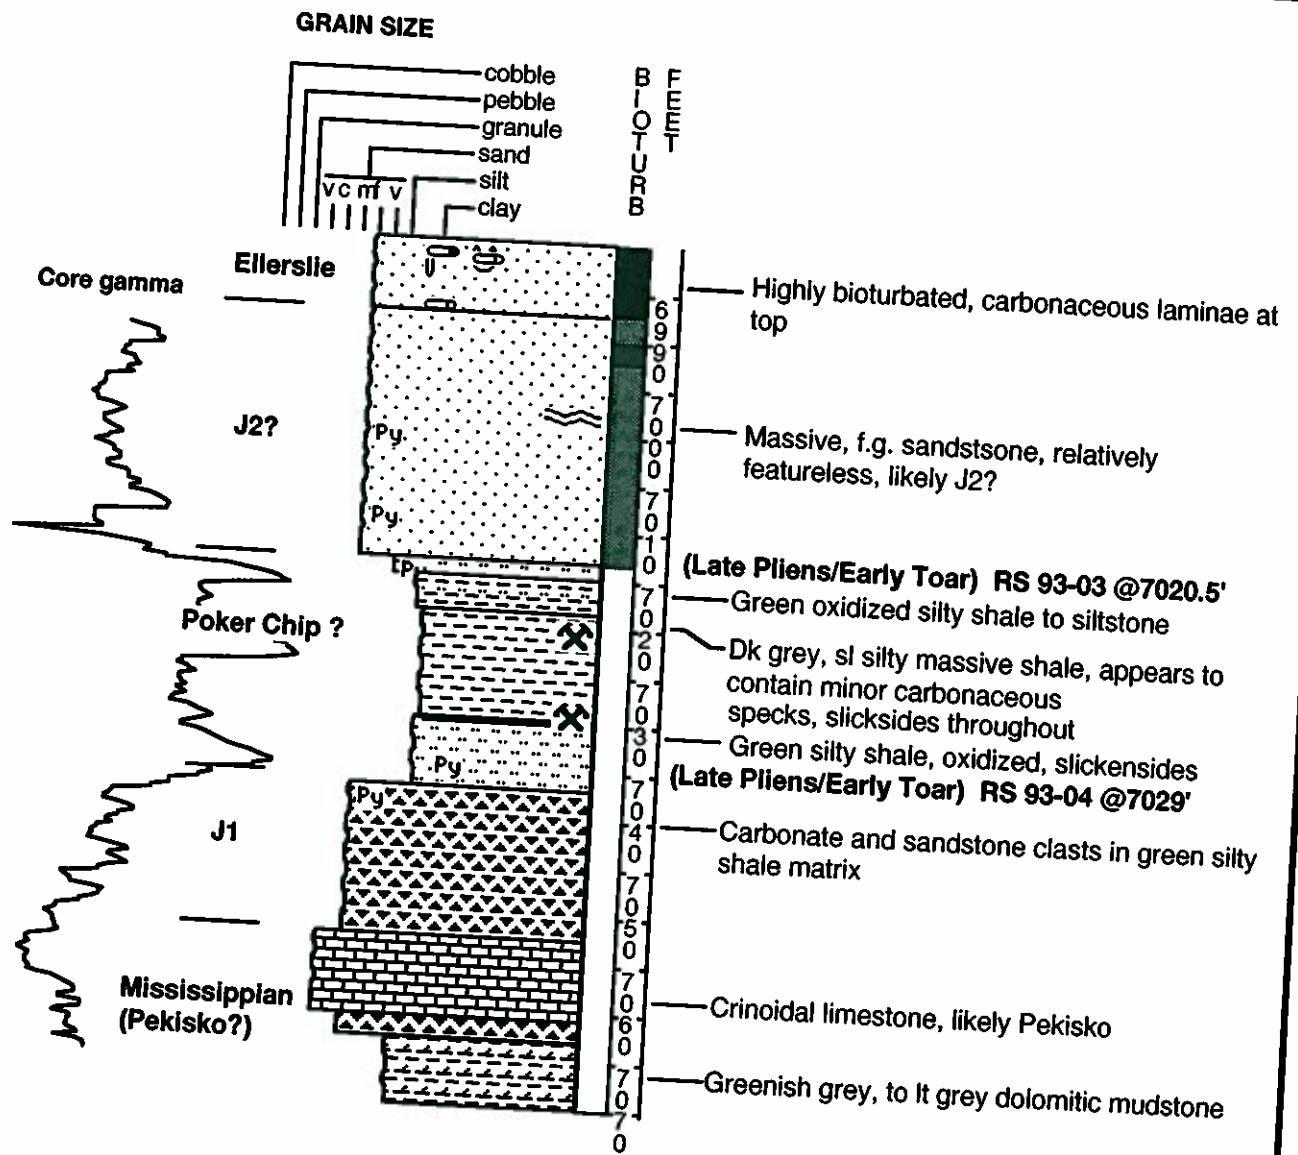 GRAIN SIZE
cobble
pebble
granule
sand
silt
clay
v c m f v
BIOTURB
FEET
Core gamma
Ellerslie
Highly bioturbated, carbonaceous laminae at
top
6990
J2?
7000
Py
Massive, f.g. sandstsone, relatively
featureless, likely J2?
Py
7010
tp
(Late Pliens/Early Toar) RS 93-03 @7020.5'
Green oxidized silty shale to siltstone
Poker Chip ?
7020
Dk grey, sl silty massive shale, appears to
contain minor carbonaceous
specks, slicksides throughout
7030
Green silty shale, oxidized, slickensides
Py
(Late Pliens/Early Toar) RS 93-04 @7029'
Py
J1
7040
Carbonate and sandstone clasts in green silty
shale matrix
7050
Mississippian
(Pekisko?)
7060
Crinoidal limestone, likely Pekisko
Greenish grey, to lt grey dolomitic mudstone
7070